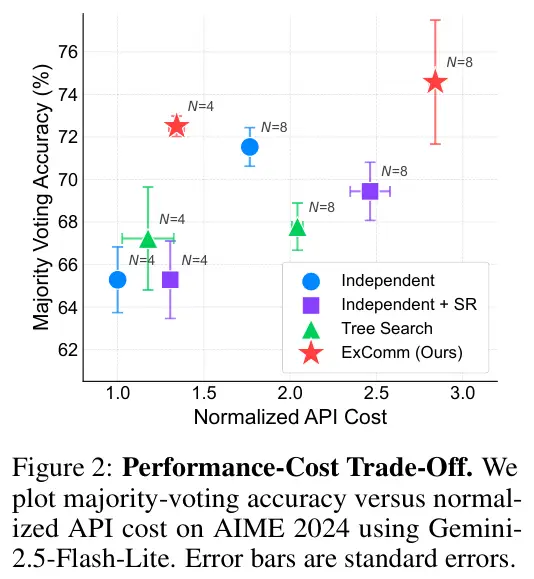 76
74
72
70
68
66
64
62
Majority Voting Accuracy (%)
N=8
N=4
N=8
N=8
N=8
N=4
N=4
N=4
Independent
Independent + SR
Tree Search
ExComm (Ours)
1.0 1.5 2.0 2.5 3.0
Normalized API Cost
Figure 2: Performance-Cost Trade-Off. We
plot majority-voting accuracy versus normal-
ized API cost on AIME 2024 using Gemini-
2.5-Flash-Lite. Error bars are standard errors.